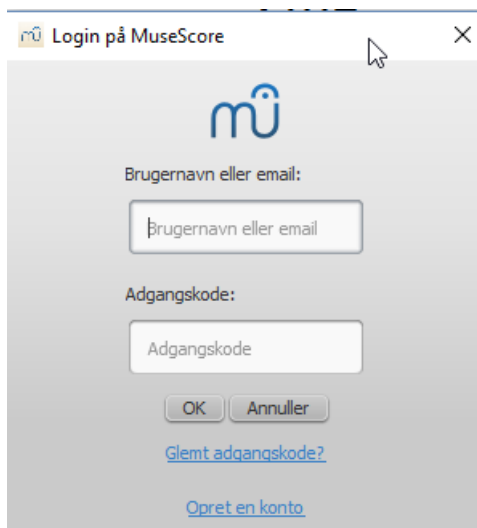 Login på MuseScore
Brugernavn eller email:
Brugernavn eller email
Adgangskode:
Adgangskode
OK Annuller
Glemt adgangskode?
Opret en konto